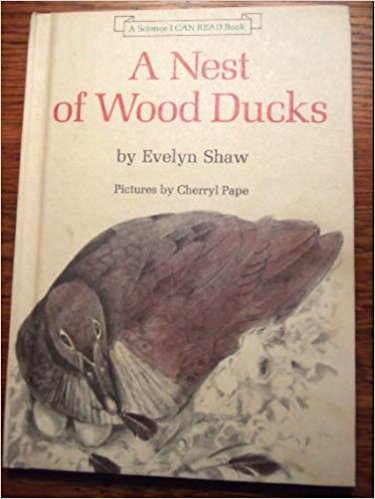 A Science I CAN READ Book
A Nest
of Wood Ducks
by Evelyn Shaw
Pictures by Cherryl Pape